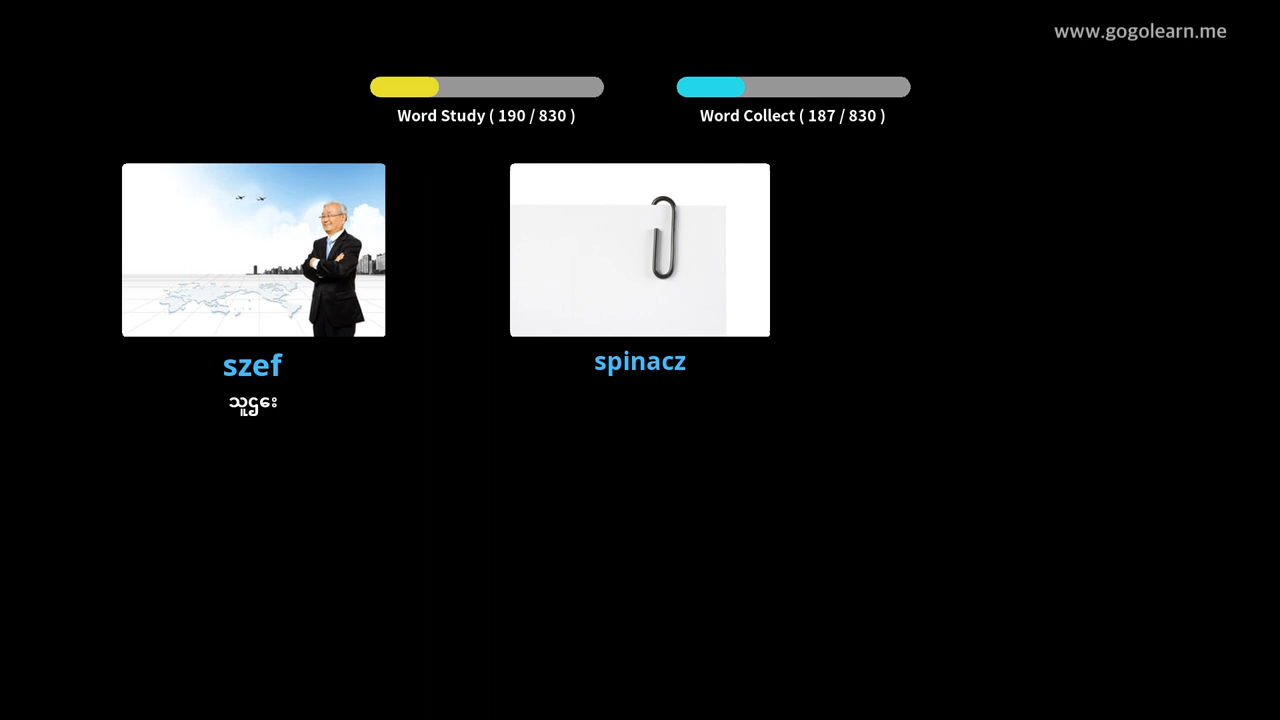 www.gogolearn.me
Word Study ( 190 / 830 )
Word Collect ( 187 / 830 )
szef
သူဌေး
spinacz